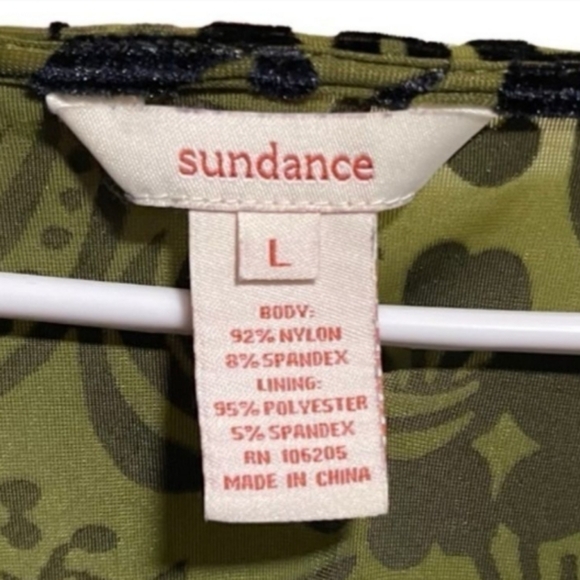 sundance
L
BODY:
92% NYLON
8% SPANDEX
LINING:
95% POLYESTER
5% SPANDEX
RN 106205
MADE IN CHINA